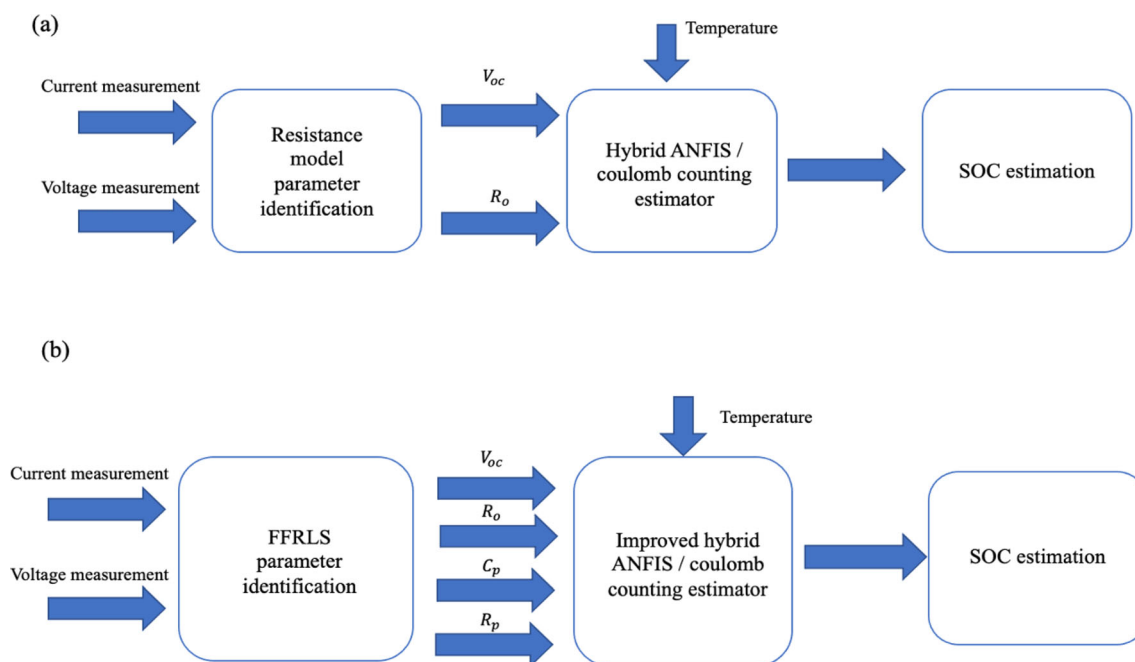 (a)
Temperature
Current measurement
Voltage measurement
Resistance
model
parameter
identification
V_oc
R_o
Hybrid ANFIS /
coulomb counting
estimator
SOC estimation
(b)
Temperature
Current measurement
Voltage measurement
FFRLS
parameter
identification
V_oc
R_o
C_p
R_p
Improved hybrid
ANFIS / coulomb
counting estimator
SOC estimation